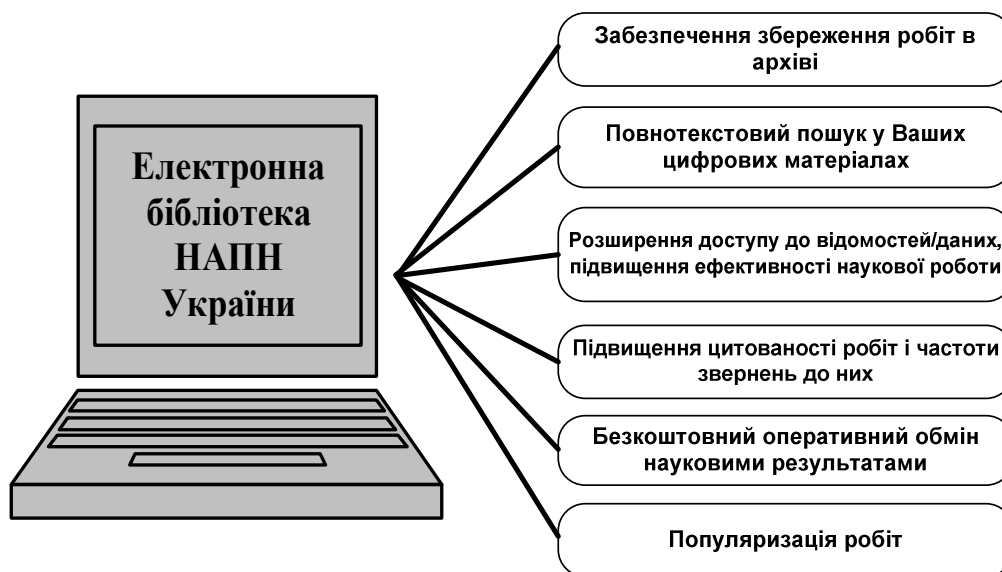 Електронна
бібліотека
НАПН
України
Забезпечення збереження робіт в
архіві
Повнотекстовий пошук у Ваших
цифрових матеріалах
Розширення доступу до відомостей/даних,
підвищення ефективності наукової роботи
Підвищення цитованості робіт і частоти
звернень до них
Безкоштовний оперативний обмін
науковими результатами
Популяризація робіт